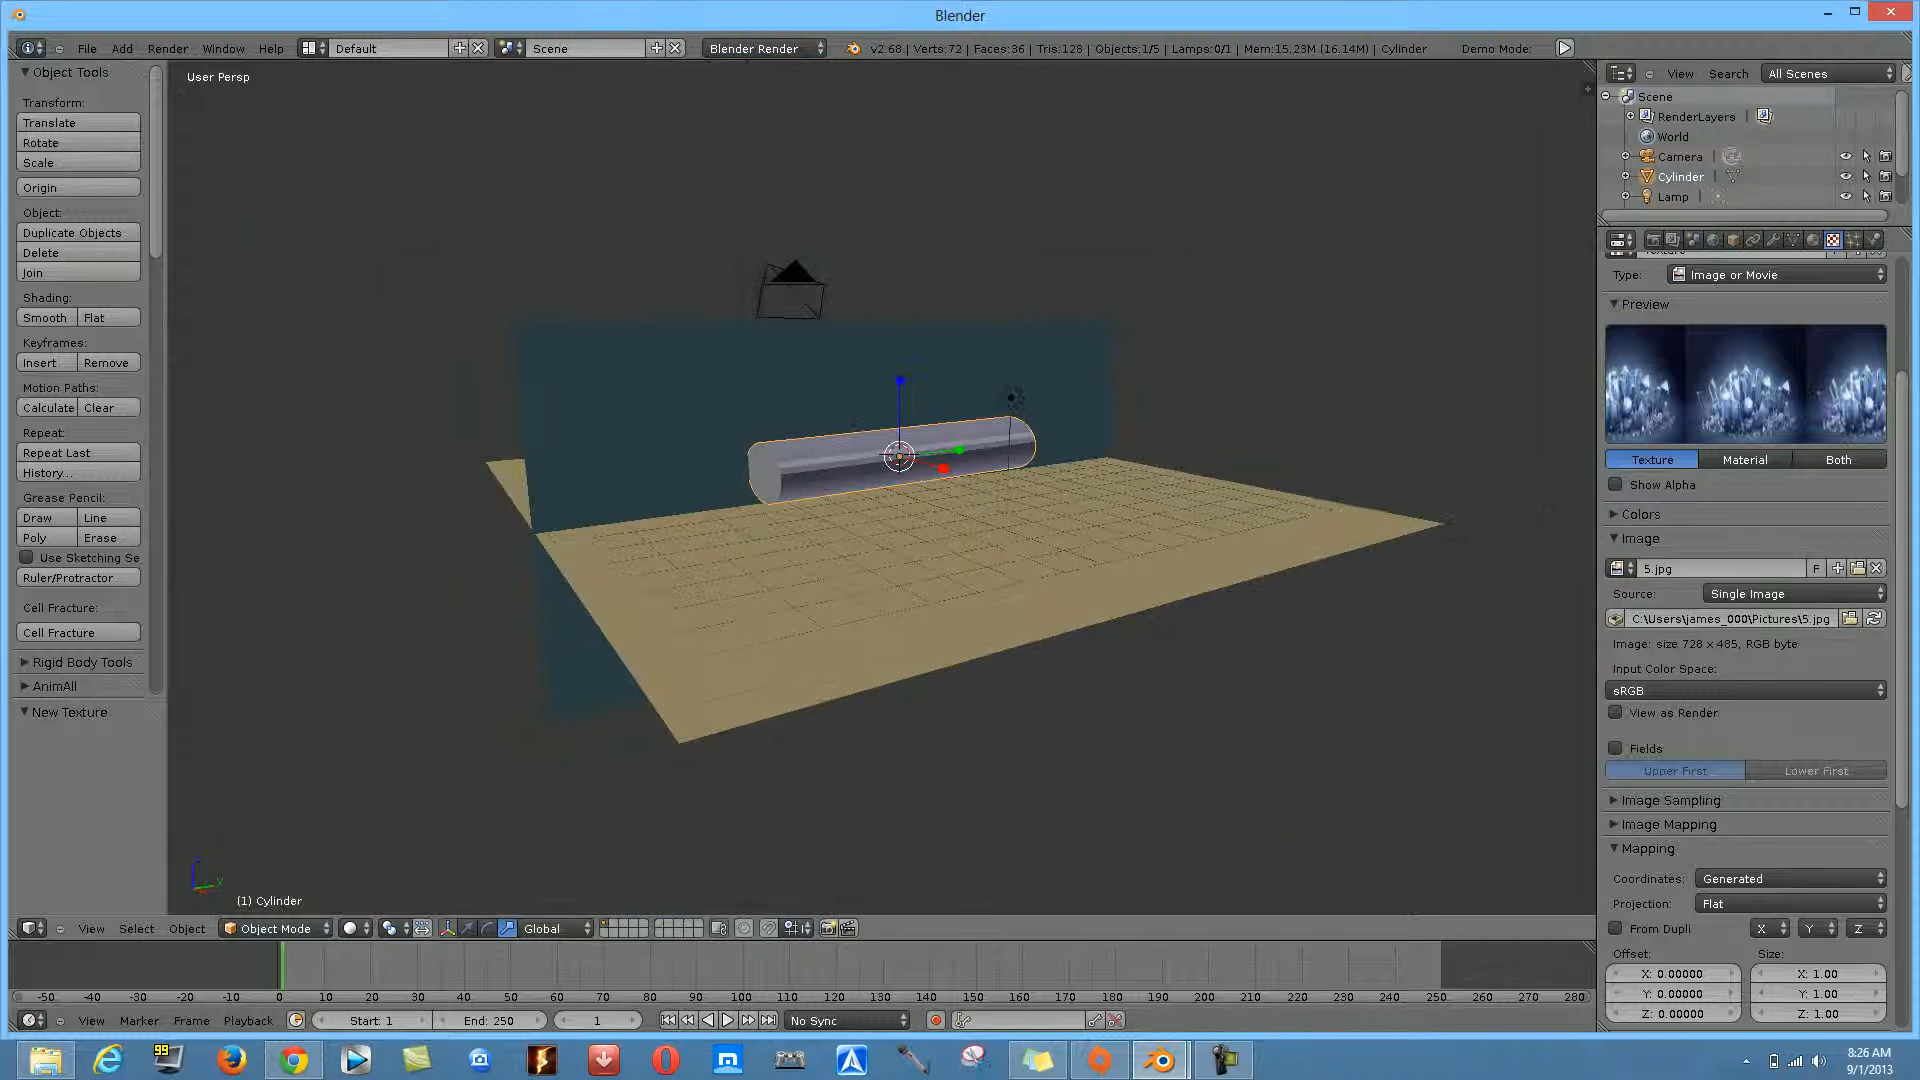 Blender
File Add Render Window Help Default Scene Blender Render v2.68 | Verts:72 | Faces:36 | Tris:128 | Objects:1/5 | Lamps:0/1 | Mem:15.23M (16.14M) | Cylinder Demo Mode:
Object Tools
User Persp
Transform:
Translate
Rotate
Scale
Origin
Object:
Duplicate Objects
Delete
Join
Shading:
Smooth Flat
Keyframes:
Insert Remove
Motion Paths:
Calculate Clear
Repeat:
Repeat Last
History...
Grease Pencil:
Draw Line
Poly Erase
Use Sketching Se
Ruler/Protractor
Cell Fracture:
Cell Fracture
Rigid Body Tools
AnimAll
New Texture
(1) Cylinder
View Search All Scenes
Scene
RenderLayers
World
Camera
Cylinder
Lamp
Type: Image or Movie
Preview
Texture Material Both
Show Alpha
Colors
Image
5.jpg F
Source: Single Image
C:\Users\james_000\Pictures\5.jpg
Image: size 728 x 485, RGB byte
Input Color Space:
sRGB
View as Render
Fields
Upper First Lower First
Image Sampling
Image Mapping
Mapping
Coordinates: Generated
Projection: Flat
From Dupli X Y Z
Offset: Size:
X: 0.00000 X: 1.00
Y: 0.00000 Y: 1.00
Z: 0.00000 Z: 1.00
View Select Object Object Mode Global
-50 -40 -30 -20 -10 0 10 20 30 40 50 60 70 80 90 100 110 120 130 140 150 160 170 180 190 200 210 220 230 240 250 260 270 280
View Marker Frame Playback Start: 1 End: 250 1 No Sync
99
8:26 AM
9/1/2013